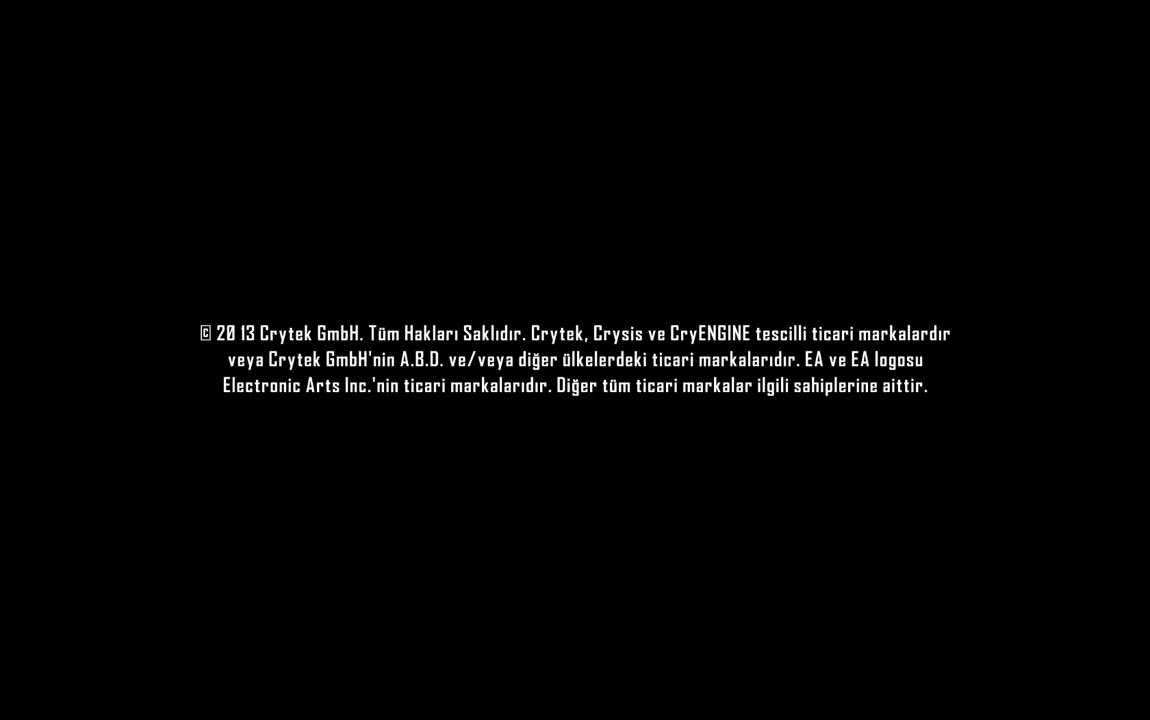 © 2013 Crytek GmbH. Tüm Hakları Saklıdır. Crytek, Crysis ve CryENGINE tescilli ticari markalardır
veya Crytek GmbH'nin A.B.D. ve/veya diğer ülkelerdeki ticari markalarıdır. EA ve EA logosu
Electronic Arts Inc.'nin ticari markalarıdır. Diğer tüm ticari markalar ilgili sahiplerine aittir.